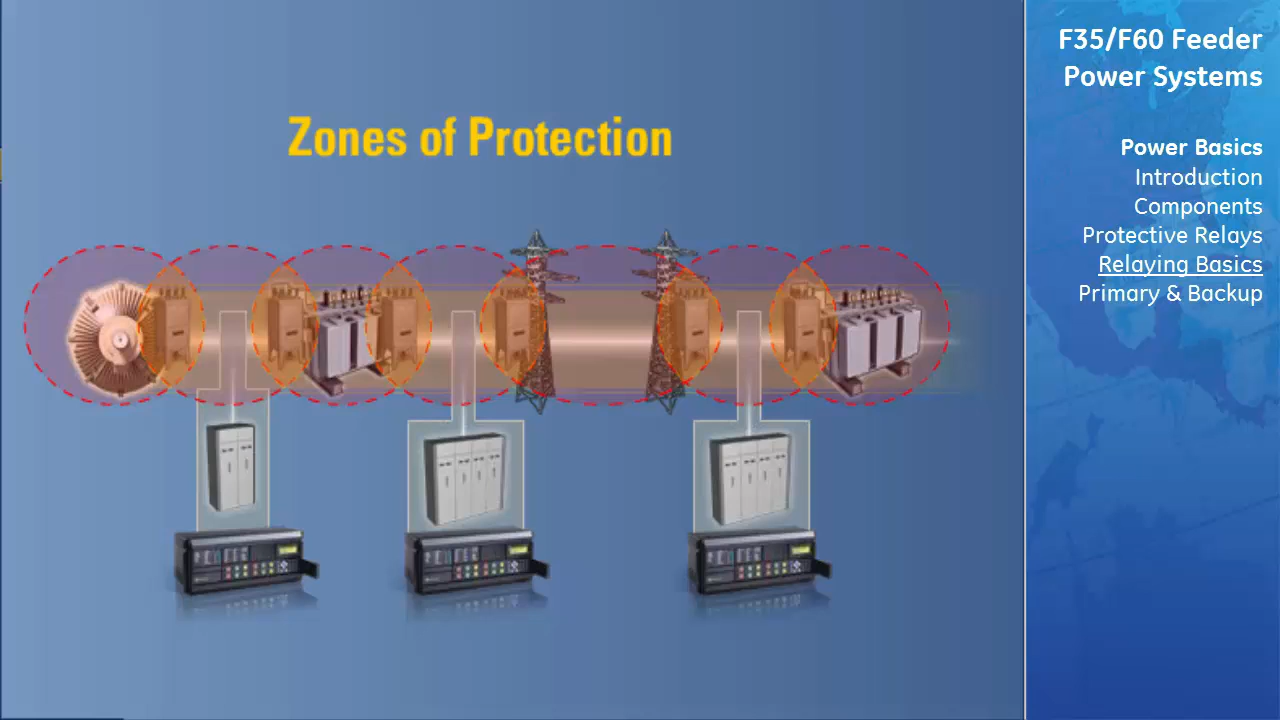 Zones of Protection
F35/F60 Feeder
Power Systems
Power Basics
Introduction
Components
Protective Relays
Relaying Basics
Primary & Backup